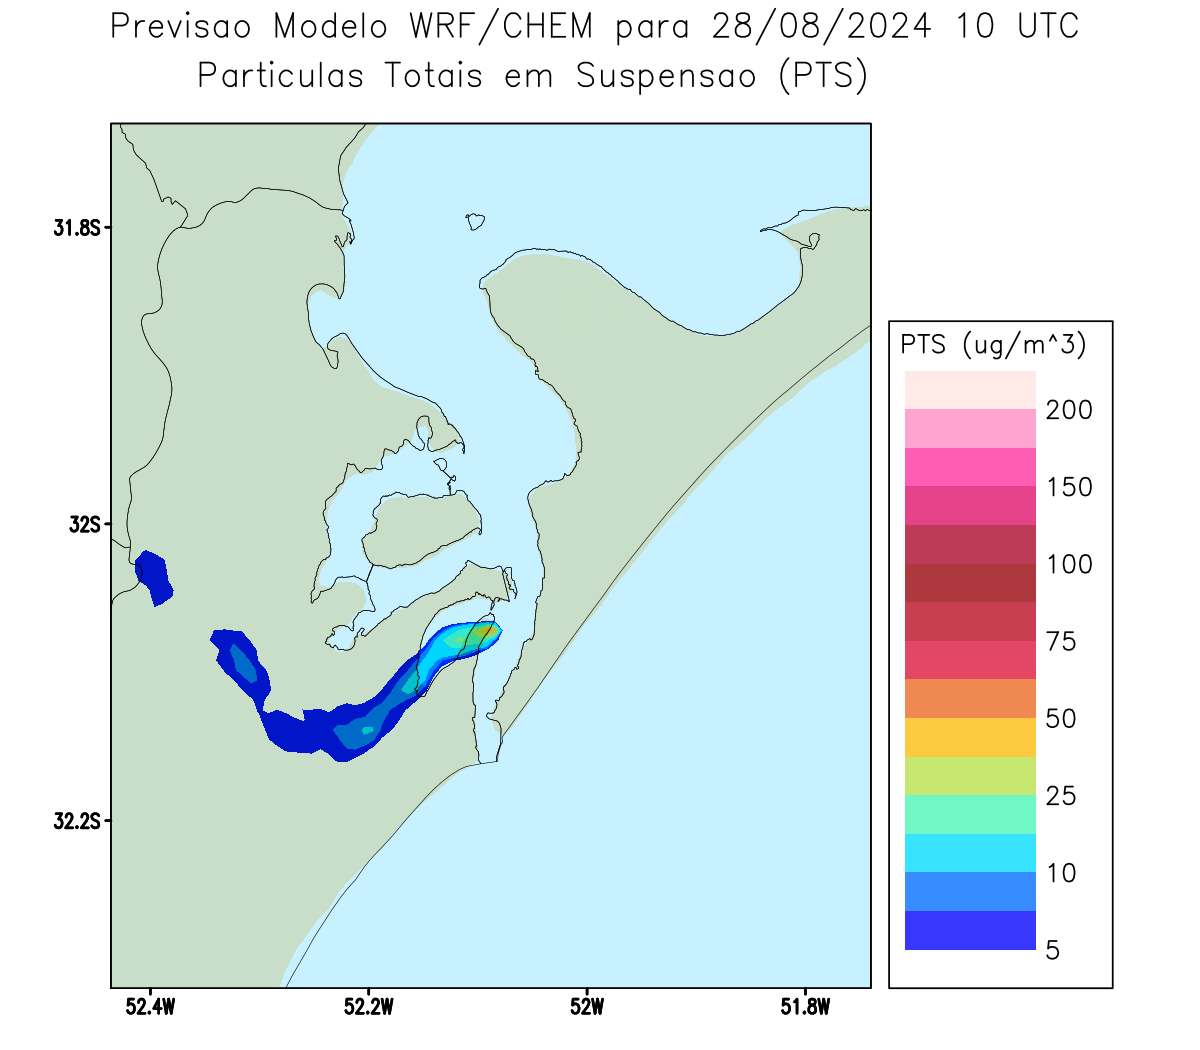 Previsao Modelo WRF/CHEM para 28/08/2024 10 UTC
Particulas Totais em Suspensao (PTS)
31.8S
32S
32.2S
52.4W
52.2W
52W
51.8W
PTS (ug/m^3)
200
150
100
75
50
25
10
5